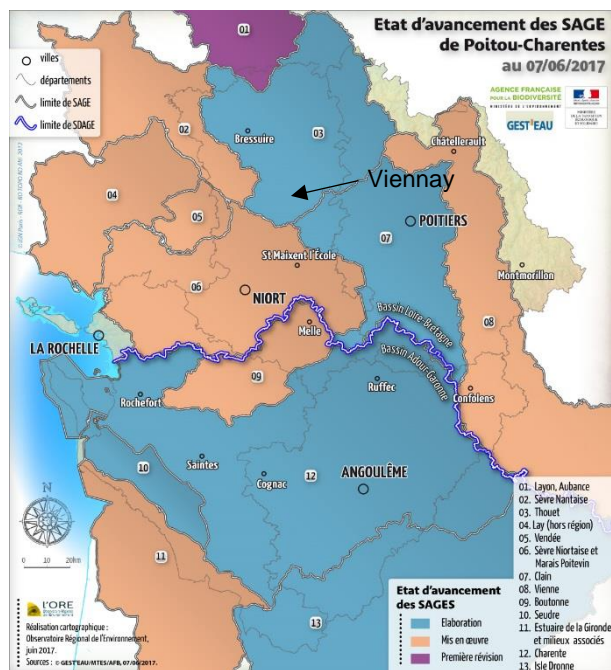 Etat d'avancement des SAGE
de Poitou-Charentes
au 07/06/2017
AGENCE FRANÇAISE
POUR LA BIODIVERSITÉ
MINISTÈRE DE L'ENVIRONNEMENT
GEST'EAU
villes
départements
limite de SAGE
limite de SDAGE
01
02
03
Bressuire
Châtellerault
Viennay
04
05
POITIERS
07
St Maixent l'École
Montmorillon
06
NIORT
08
Melle
Bassin Loire-Bretagne
Bassin Adour-Garonne
LA ROCHELLE
09
Ruffec
Confolens
Rochefort
10
Saintes
Cognac
12
ANGOULÊME
11
13
0 10 20km
L'ORE
Réalisation cartographique :
Observatoire Régional de l'Environnement,
juin 2017.
Sources : © GEST'EAU/MTES/AFB, 07/06/2017.
Etat d'avancement
des SAGES
Elaboration
Mis en œuvre
Première révision
01. Layon, Aubance
02. Sèvre Nantaise
03. Thouet
04. Lay (hors région)
05. Vendée
06. Sèvre Niortaise et
Marais Poitevin
07. Clain
08. Vienne
09. Boutonne
10. Seudre
11. Estuaire de la Gironde
et milieux associés
12. Charente
13. Isle Dronne